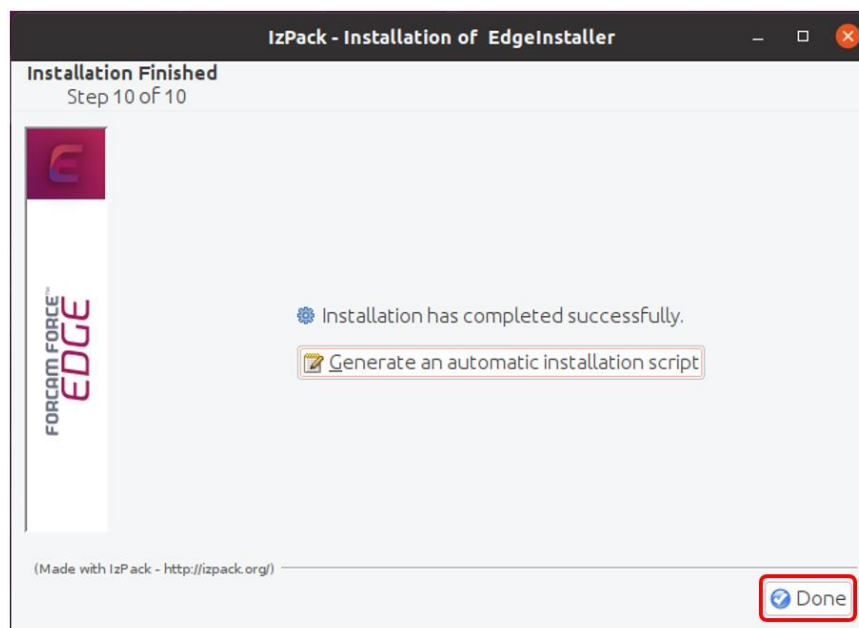 IzPack - Installation of EdgeInstaller
Installation Finished
Step 10 of 10
FORCAM FORCE™
EDGE
Installation has completed successfully.
Generate an automatic installation script
(Made with IzPack - http://izpack.org/)
Done